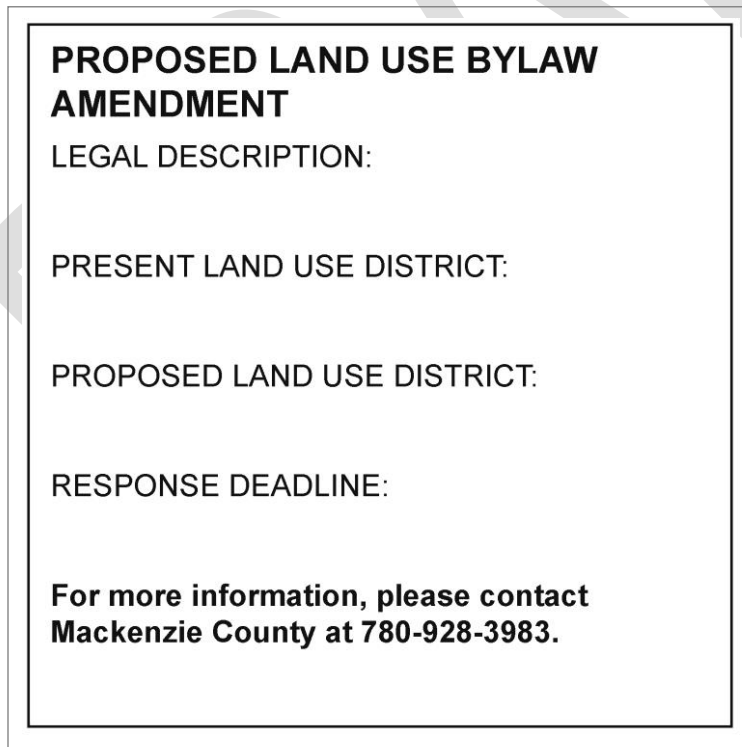 PROPOSED LAND USE BYLAW
AMENDMENT
LEGAL DESCRIPTION:
PRESENT LAND USE DISTRICT:
PROPOSED LAND USE DISTRICT:
RESPONSE DEADLINE:
For more information, please contact
Mackenzie County at 780-928-3983.